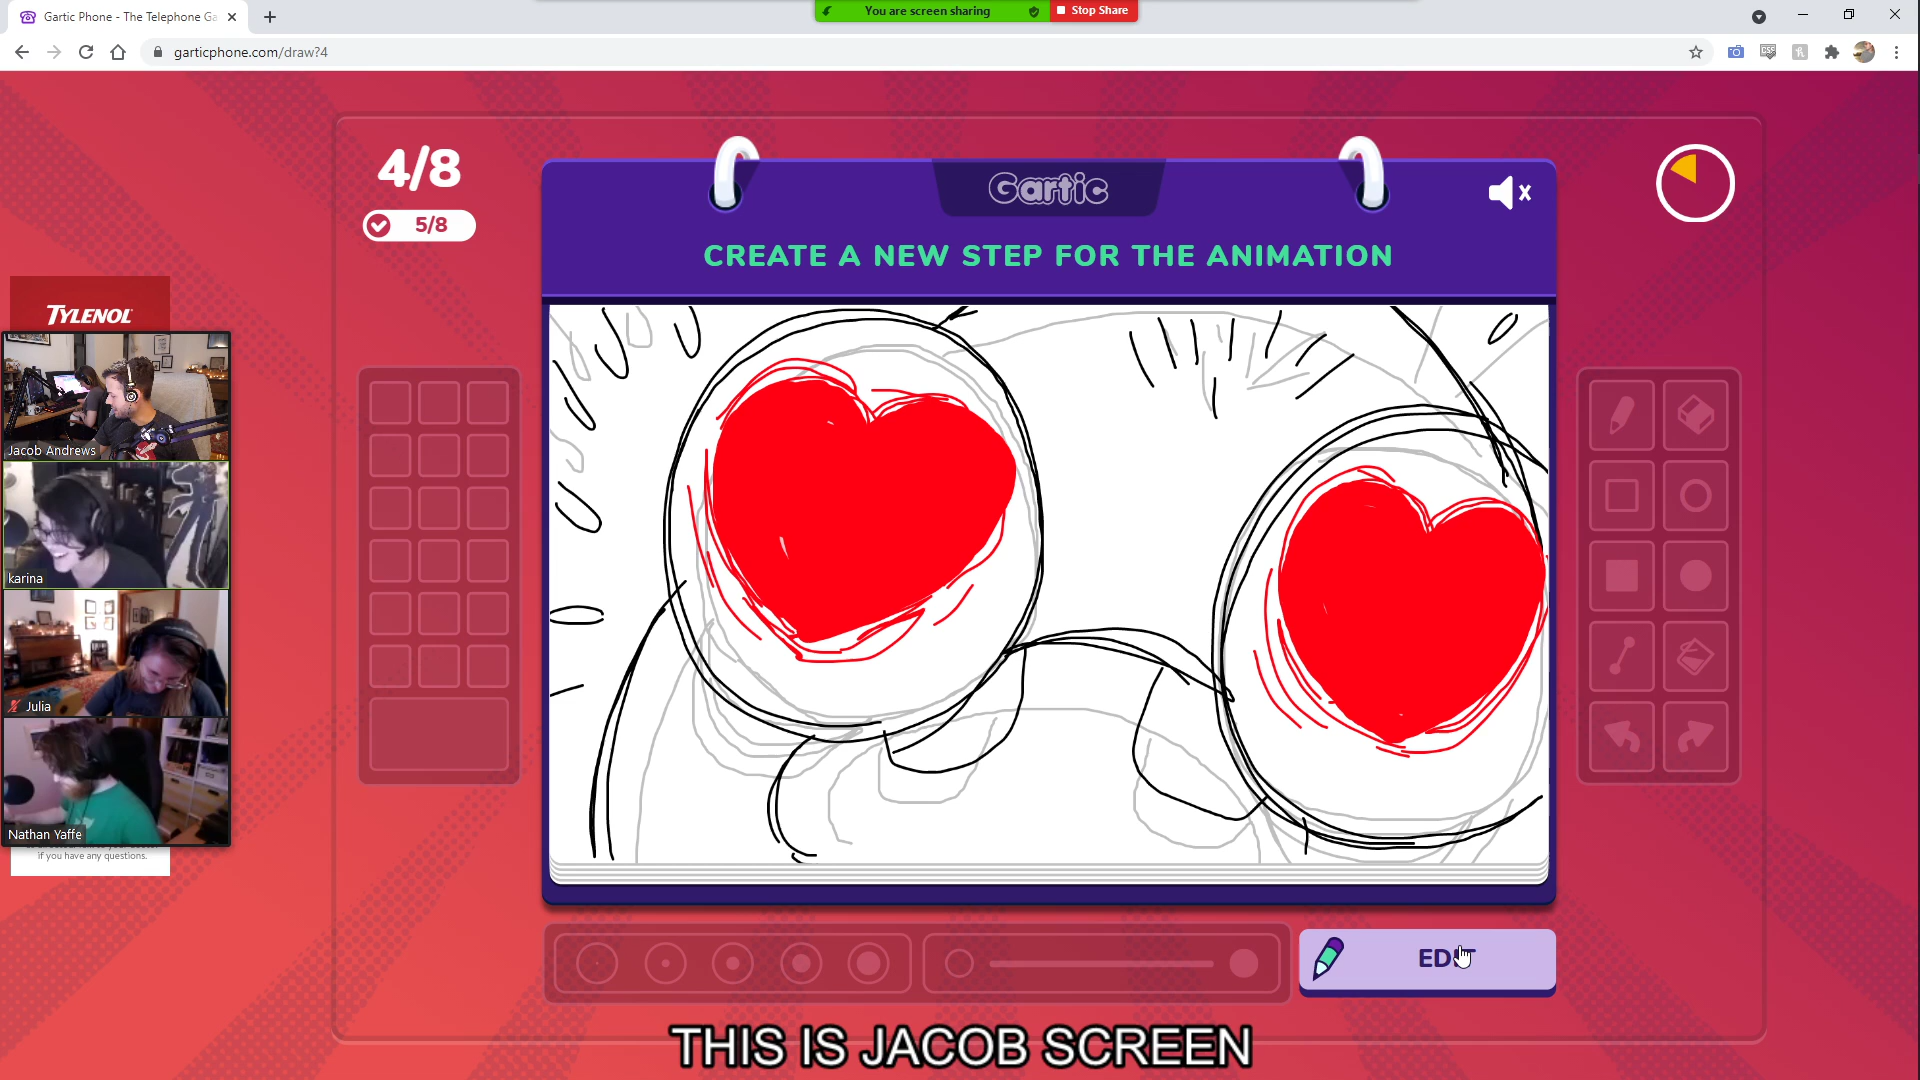 Gartic Phone - The Telephone Ga
You are screen sharing
Stop Share
garticphone.com/draw?4
4/8
5/8
Gartic
CREATE A NEW STEP FOR THE ANIMATION
TYLENOL
Jacob Andrews
karina
Julia
Nathan Yaffe
if you have any questions.
EDIT
THIS IS JACOB SCREEN